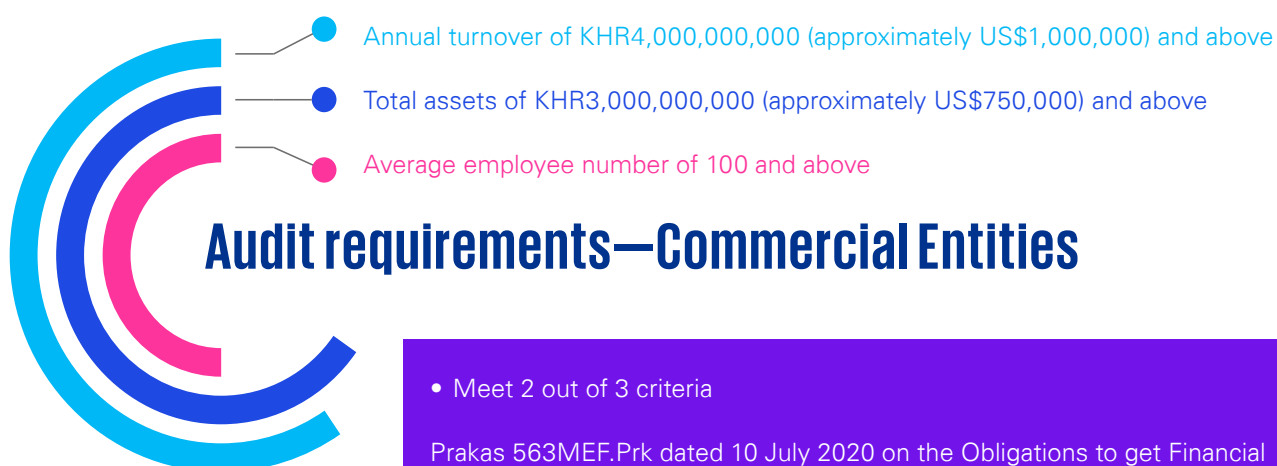 Annual turnover of KHR4,000,000,000 (approximately US$1,000,000) and above
Total assets of KHR3,000,000,000 (approximately US$750,000) and above
Average employee number of 100 and above
Audit requirements—Commercial Entities
• Meet 2 out of 3 criteria
Prakas 563MEF.Prk dated 10 July 2020 on the Obligations to get Financial